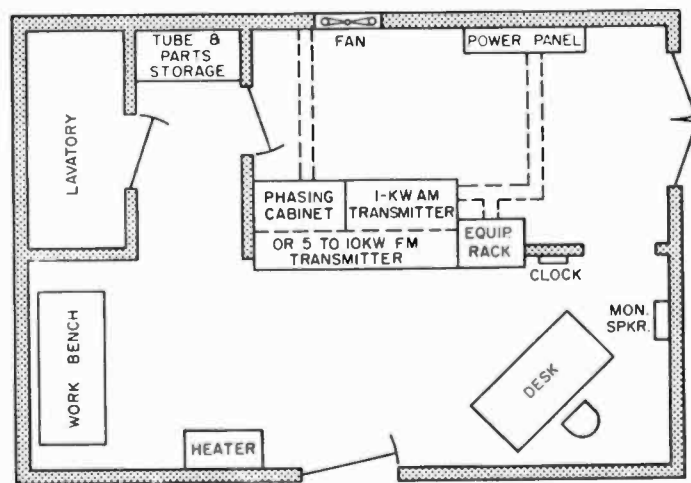 TUBE &
PARTS
STORAGE
FAN
POWER PANEL
LAVATORY
PHASING
CABINET
1-KW AM
TRANSMITTER
OR 5 TO 10KW FM
TRANSMITTER
EQUIP.
RACK
CLOCK
MON.
SPKR.
WORK BENCH
DESK
HEATER